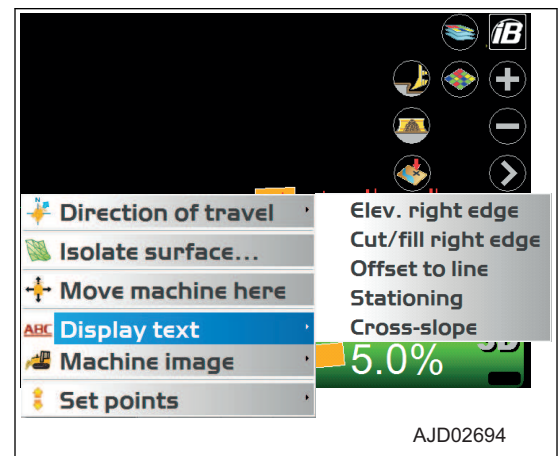 iB
Direction of travel
Isolate surface...
Move machine here
ABC Display text
Machine image
Set points
Elev. right edge
Cut/fill right edge
Offset to line
Stationing
Cross-slope
5.0%
3D
AJD02694